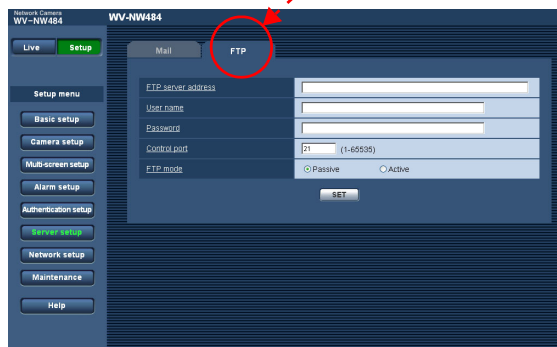 Network Camera
WV-NW484
WV-NW484
Live Setup
Mail FTP
Setup menu
FTP server address
User name
Basic setup
Password
Camera setup
Control port 21 (1-65535)
Multi-screen setup
FTP mode Passive Active
Alarm setup
SET
Authentication setup
Server setup
Network setup
Maintenance
Help